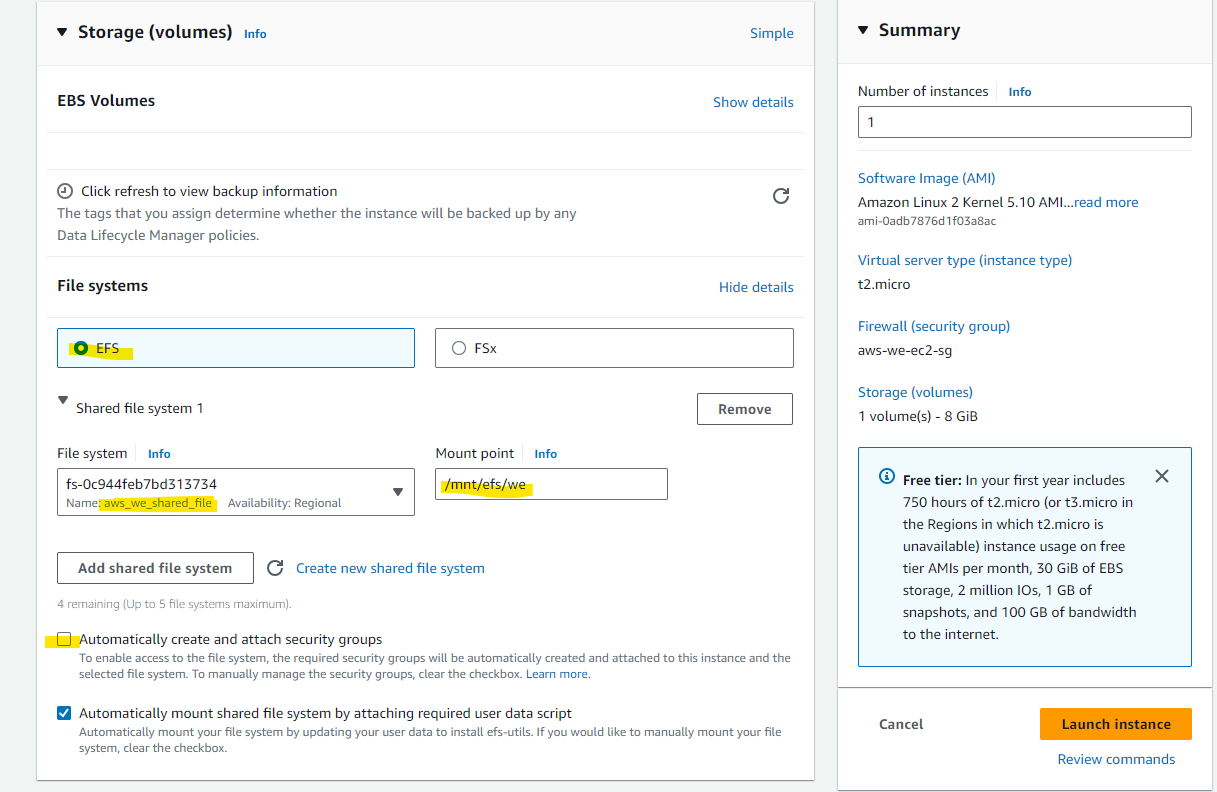 Storage (volumes) Info
Simple
EBS Volumes
Show details
Click refresh to view backup information
The tags that you assign determine whether the instance will be backed up by any
Data Lifecycle Manager policies.
File systems
Hide details
EFS
FSx
Shared file system 1
Remove
File system Info
Mount point Info
fs-0c944feb7bd313734
Name: aws_we_shared_file Availability: Regional
/mnt/efs/we
Add shared file system
Create new shared file system
4 remaining (Up to 5 file systems maximum).
Automatically create and attach security groups
To enable access to the file system, the required security groups will be automatically created and attached to this instance and the
selected file system. To manually manage the security groups, clear the checkbox. Learn more.
Automatically mount shared file system by attaching required user data script
Automatically mount your file system by updating your user data to install efs-utils. If you would like to manually mount your file
system, clear the checkbox.
Summary
Number of instances Info
1
Software Image (AMI)
Amazon Linux 2 Kernel 5.10 AMI...read more
ami-0adb7876d1f03a8ac
Virtual server type (instance type)
t2.micro
Firewall (security group)
aws-we-ec2-sg
Storage (volumes)
1 volume(s) - 8 GiB
Free tier: In your first year includes
750 hours of t2.micro (or t3.micro in
the Regions in which t2.micro is
unavailable) instance usage on free
tier AMIs per month, 30 GiB of EBS
storage, 2 million IOs, 1 GB of
snapshots, and 100 GB of bandwidth
to the internet.
Cancel
Launch instance
Review commands